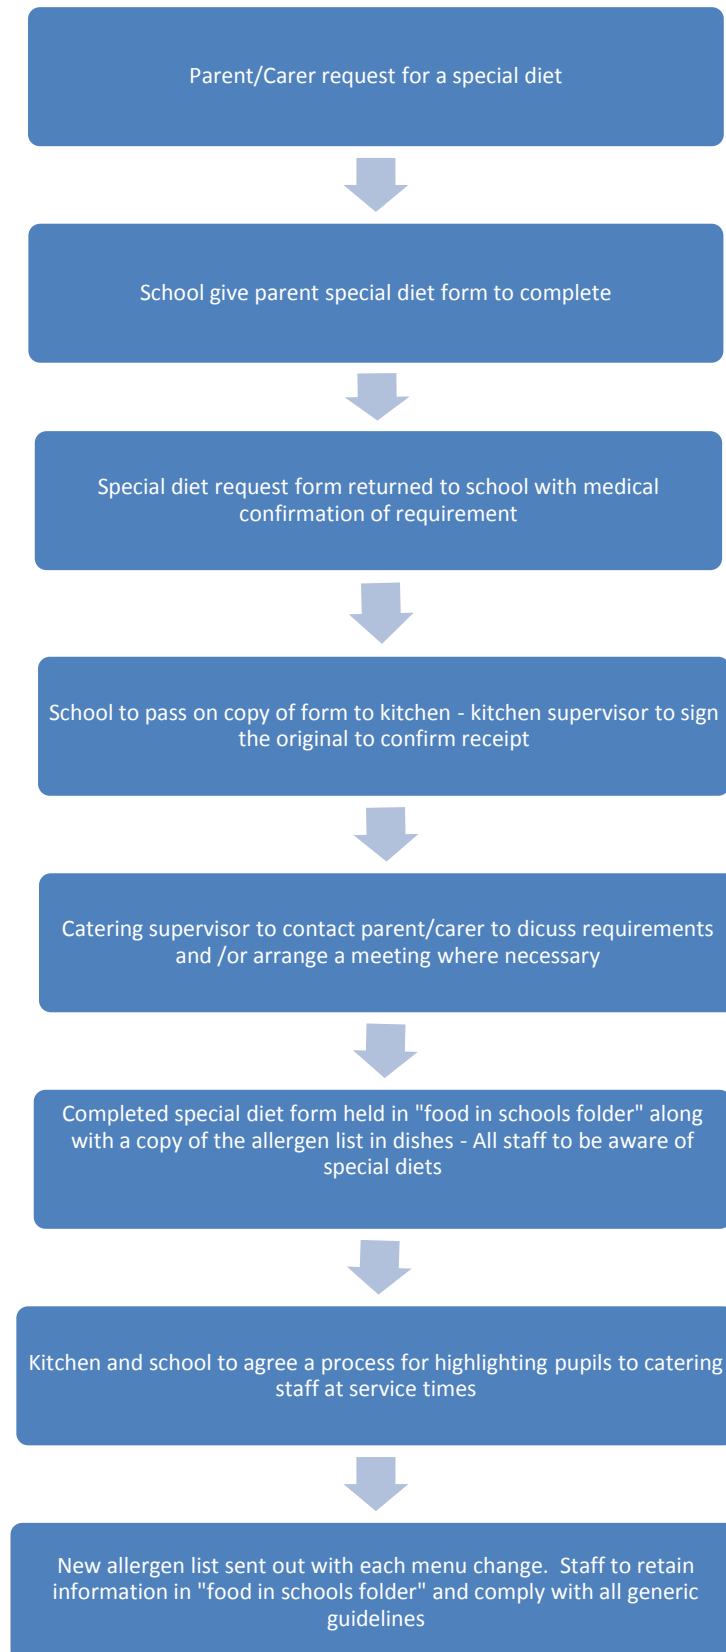 Parent/Carer request for a special diet
School give parent special diet form to complete
Special diet request form returned to school with medical
confirmation of requirement
School to pass on copy of form to kitchen - kitchen supervisor to sign
the original to confirm receipt
Catering supervisor to contact parent/carer to dicuss requirements
and /or arrange a meeting where necessary
Completed special diet form held in "food in schools folder" along
with a copy of the allergen list in dishes - All staff to be aware of
special diets
Kitchen and school to agree a process for highlighting pupils to catering
staff at service times
New allergen list sent out with each menu change.  Staff to retain
information in "food in schools folder" and comply with all generic
guidelines